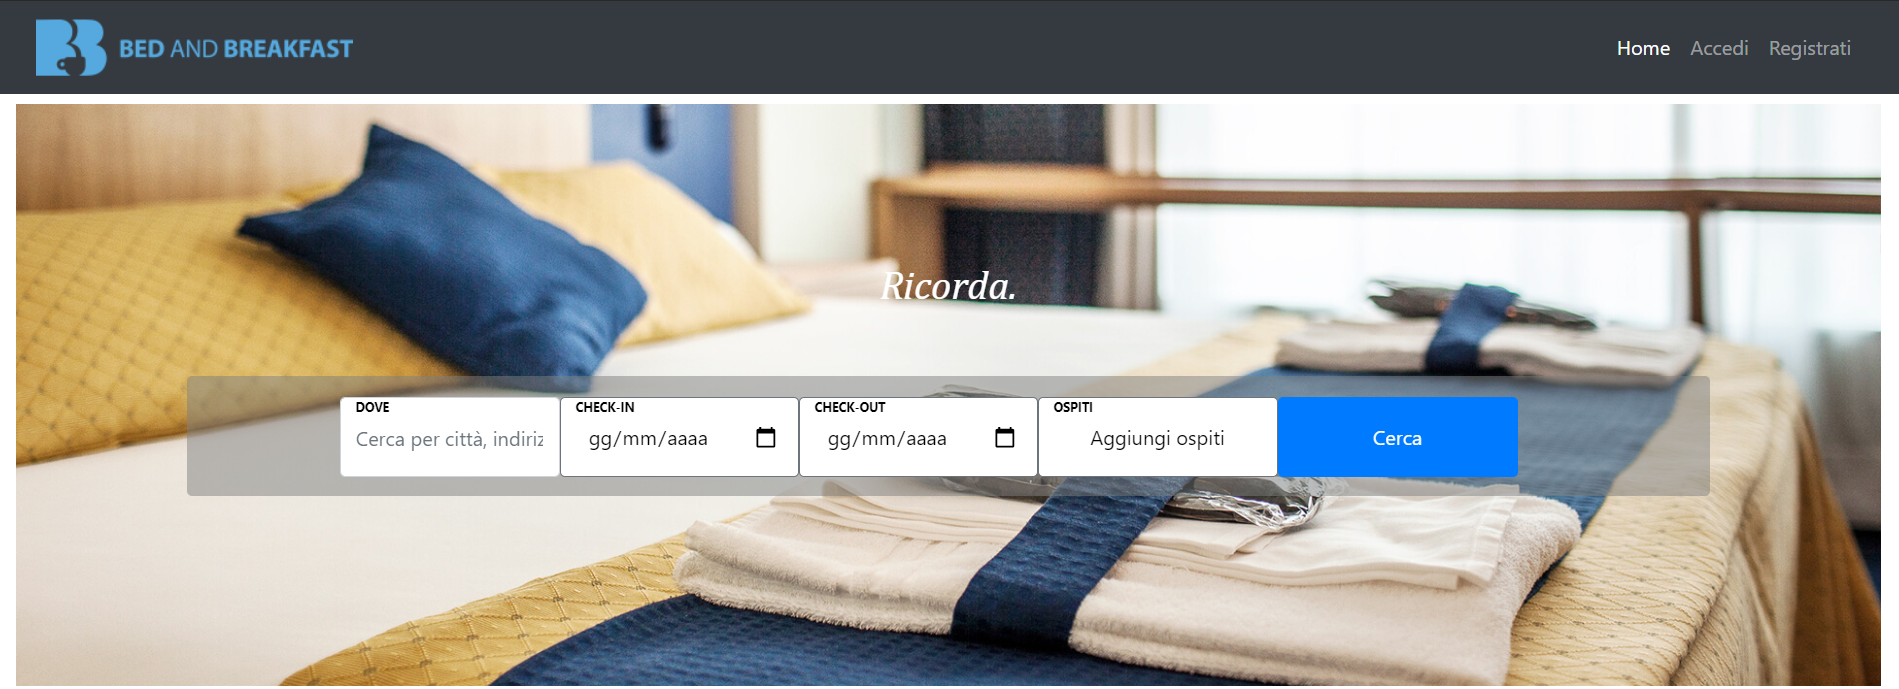 BED AND BREAKFAST
Home Accedi Registrati
Ricorda.
DOVE CHECK-IN CHECK-OUT OSPITI
Cerca per città, indiriz gg/mm/aaaa gg/mm/aaaa Aggiungi ospiti Cerca